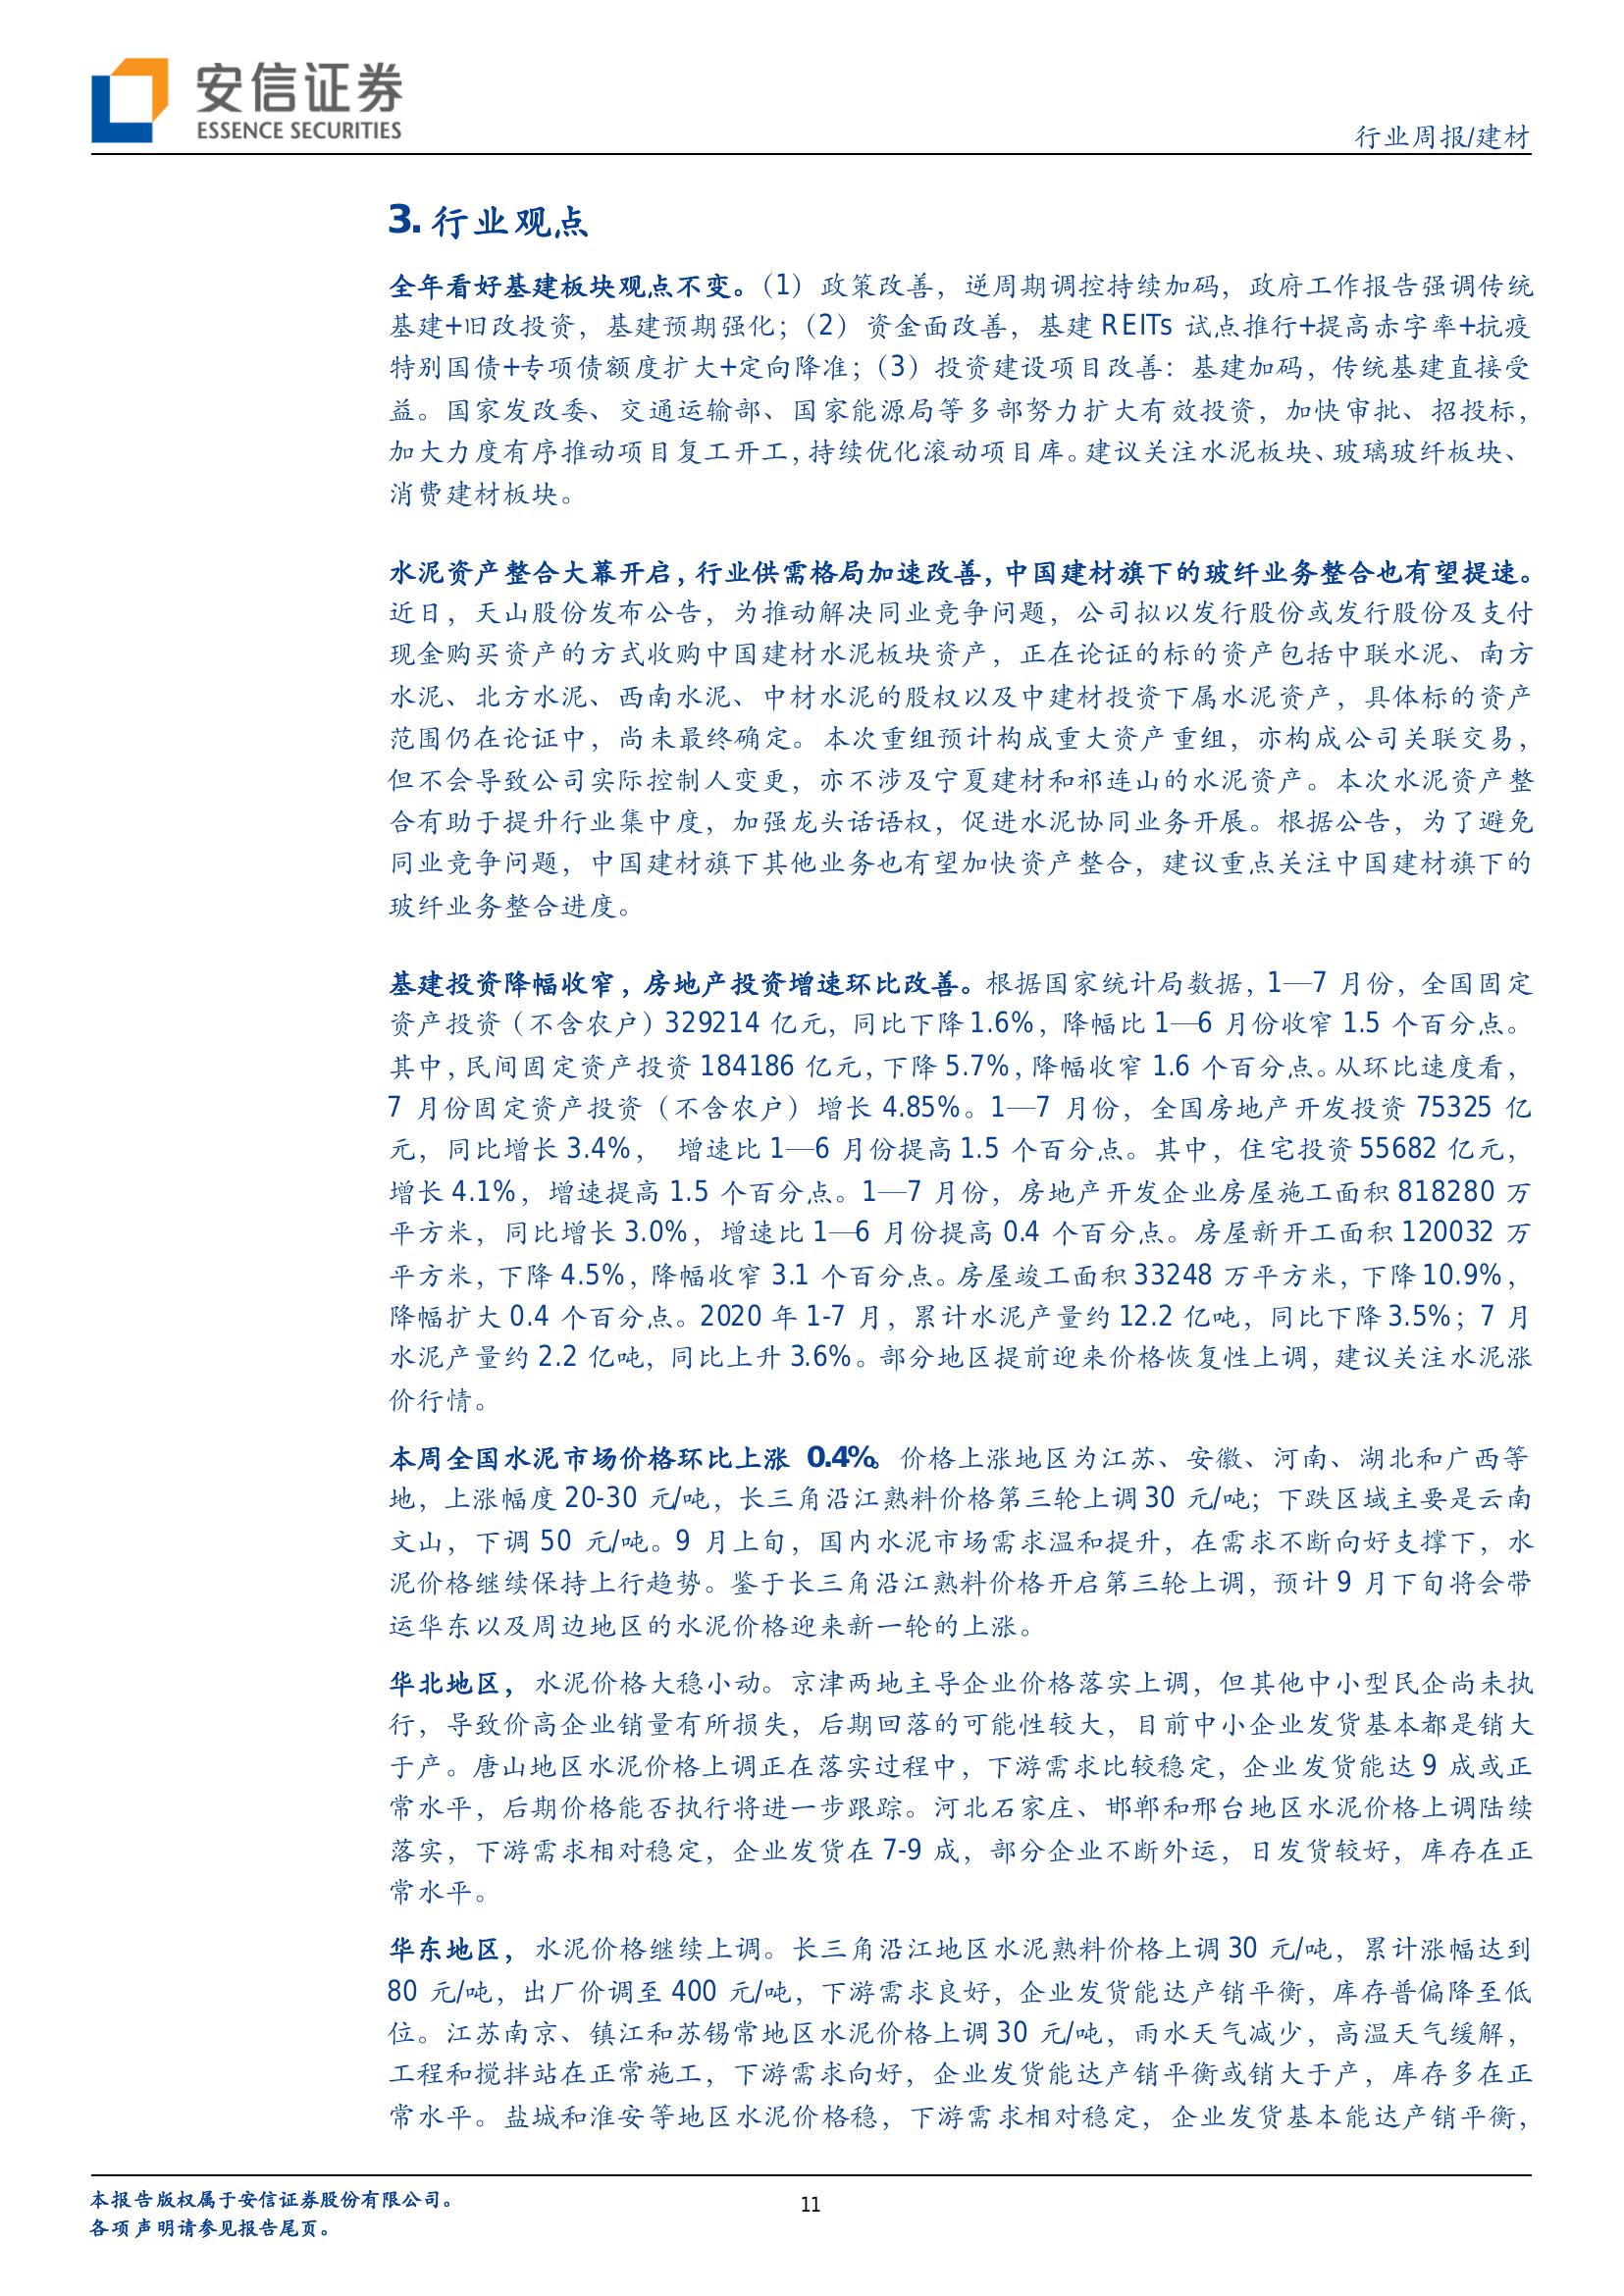 安信证券
ESSENCE SECURITIES
行业周报/建材
3. 行业观点
全年看好基建板块观点不变。（1）政策改善，逆周期调控持续加码，政府工作报告强调传统
基建+旧改投资，基建预期强化；（2）资金面改善，基建 REITs 试点推行+提高赤字率+抗疫
特别国债+专项债额度扩大+定向降准；（3）投资建设项目改善：基建加码，传统基建直接受
益。国家发改委、交通运输部、国家能源局等多部努力扩大有效投资，加快审批、招投标，
加大力度有序推动项目复工开工，持续优化滚动项目库。建议关注水泥板块、玻璃玻纤板块、
消费建材板块。
水泥资产整合大幕开启，行业供需格局加速改善，中国建材旗下的玻纤业务整合也有望提速。
近日，天山股份发布公告，为推动解决同业竞争问题，公司拟以发行股份或发行股份及支付
现金购买资产的方式收购中国建材水泥板块资产，正在论证的标的资产包括中联水泥、南方
水泥、北方水泥、西南水泥、中材水泥的股权以及中建材投资下属水泥资产，具体标的资产
范围仍在论证中，尚未最终确定。本次重组预计构成重大资产重组，亦构成公司关联交易，
但不会导致公司实际控制人变更，亦不涉及宁夏建材和祁连山的水泥资产。本次水泥资产整
合有助于提升行业集中度，加强龙头话语权，促进水泥协同业务开展。根据公告，为了避免
同业竞争问题，中国建材旗下其他业务也有望加快资产整合，建议重点关注中国建材旗下的
玻纤业务整合进度。
基建投资降幅收窄，房地产投资增速环比改善。根据国家统计局数据，1—7 月份，全国固定
资产投资（不含农户）329214 亿元，同比下降 1.6%，降幅比 1—6 月份收窄 1.5 个百分点。
其中，民间固定资产投资 184186 亿元，下降 5.7%，降幅收窄 1.6 个百分点。从环比速度看，
7 月份固定资产投资（不含农户）增长 4.85%。1—7 月份，全国房地产开发投资 75325 亿
元，同比增长 3.4%， 增速比 1—6 月份提高 1.5 个百分点。其中，住宅投资 55682 亿元，
增长 4.1%，增速提高 1.5 个百分点。1—7 月份，房地产开发企业房屋施工面积 818280 万
平方米，同比增长 3.0%，增速比 1—6 月份提高 0.4 个百分点。房屋新开工面积 120032 万
平方米，下降 4.5%，降幅收窄 3.1 个百分点。房屋竣工面积 33248 万平方米，下降 10.9%，
降幅扩大 0.4 个百分点。2020 年 1-7 月，累计水泥产量约 12.2 亿吨，同比下降 3.5%；7 月
水泥产量约 2.2 亿吨，同比上升 3.6%。部分地区提前迎来价格恢复性上调，建议关注水泥涨
价行情。
本周全国水泥市场价格环比上涨 0.4%。价格上涨地区为江苏、安徽、河南、湖北和广西等
地，上涨幅度 20-30 元/吨，长三角沿江熟料价格第三轮上调 30 元/吨；下跌区域主要是云南
文山，下调 50 元/吨。9 月上旬，国内水泥市场需求温和提升，在需求不断向好支撑下，水
泥价格继续保持上行趋势。鉴于长三角沿江熟料价格开启第三轮上调，预计 9 月下旬将会带
运华东以及周边地区的水泥价格迎来新一轮的上涨。
华北地区，水泥价格大稳小动。京津两地主导企业价格落实上调，但其他中小型民企尚未执
行，导致价高企业销量有所损失，后期回落的可能性较大，目前中小企业发货基本都是销大
于产。唐山地区水泥价格上调正在落实过程中，下游需求比较稳定，企业发货能达 9 成或正
常水平，后期价格能否执行将进一步跟踪。河北石家庄、邯郸和邢台地区水泥价格上调陆续
落实，下游需求相对稳定，企业发货在 7-9 成，部分企业不断外运，日发货较好，库存在正
常水平。
华东地区，水泥价格继续上调。长三角沿江地区水泥熟料价格上调 30 元/吨，累计涨幅达到
80 元/吨，出厂价调至 400 元/吨，下游需求良好，企业发货能达产销平衡，库存普偏降至低
位。江苏南京、镇江和苏锡常地区水泥价格上调 30 元/吨，雨水天气减少，高温天气缓解，
工程和搅拌站在正常施工，下游需求向好，企业发货能达产销平衡或销大于产，库存多在正
常水平。盐城和淮安等地区水泥价格稳，下游需求相对稳定，企业发货基本能达产销平衡，
本报告版权属于安信证券股份有限公司。
各项声明请参见报告尾页。
11